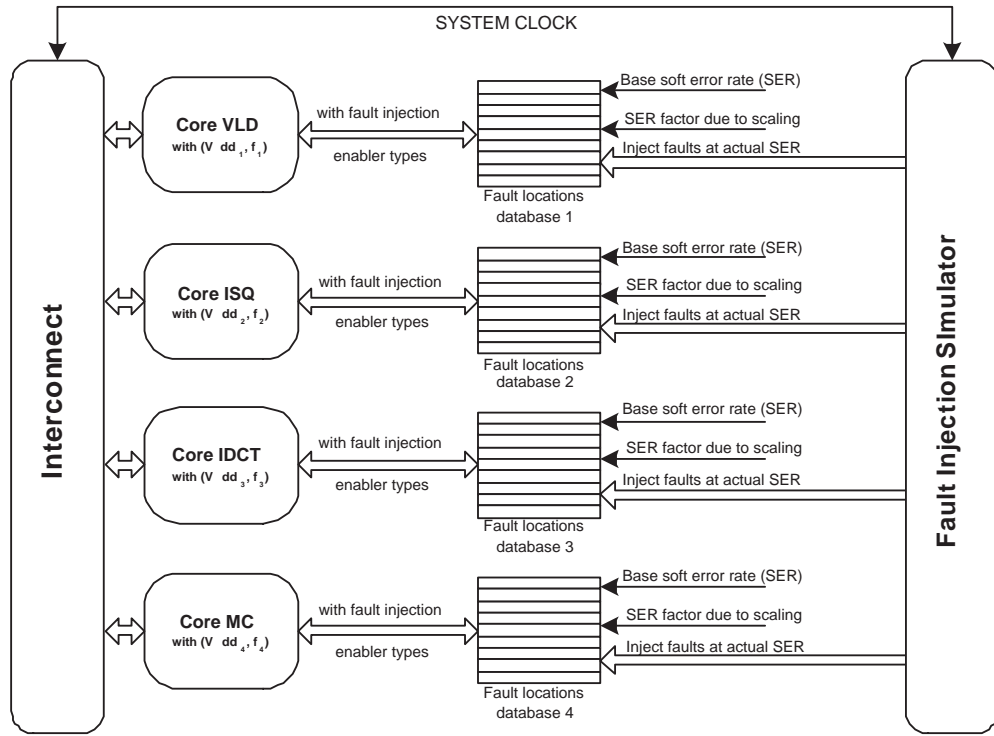 SYSTEM CLOCK
Interconnect
Core VLD
with (V dd 1, f 1)
with fault injection
enabler types
Fault locations
database 1
Base soft error rate (SER)
SER factor due to scaling
Inject faults at actual SER
Core ISQ
with (V dd 2, f 2)
with fault injection
enabler types
Fault locations
database 2
Base soft error rate (SER)
SER factor due to scaling
Inject faults at actual SER
Core IDCT
with (V dd 3, f 3)
with fault injection
enabler types
Fault locations
database 3
Base soft error rate (SER)
SER factor due to scaling
Inject faults at actual SER
Core MC
with (V dd 4, f 4)
with fault injection
enabler types
Fault locations
database 4
Base soft error rate (SER)
SER factor due to scaling
Inject faults at actual SER
Fault Injection SImulator